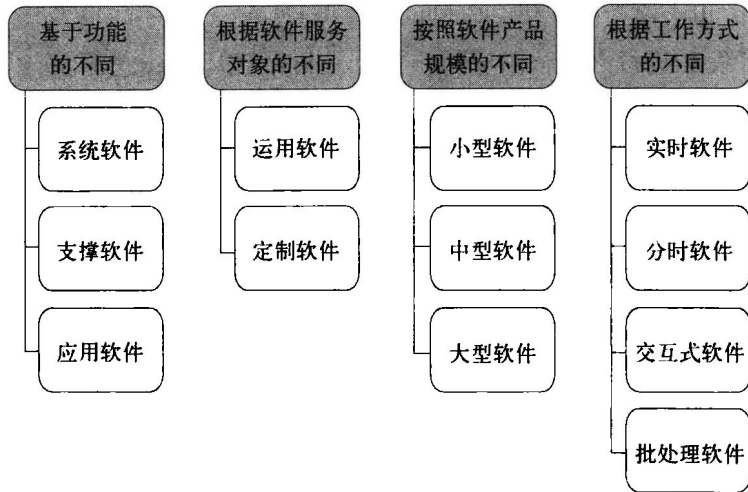 基于功能
的不同
系统软件
支撑软件
应用软件
根据软件服务
对象的不同
运用软件
定制软件
按照软件产品
规模的不同
小型软件
中型软件
大型软件
根据工作方式
的不同
实时软件
分时软件
交互式软件
批处理软件